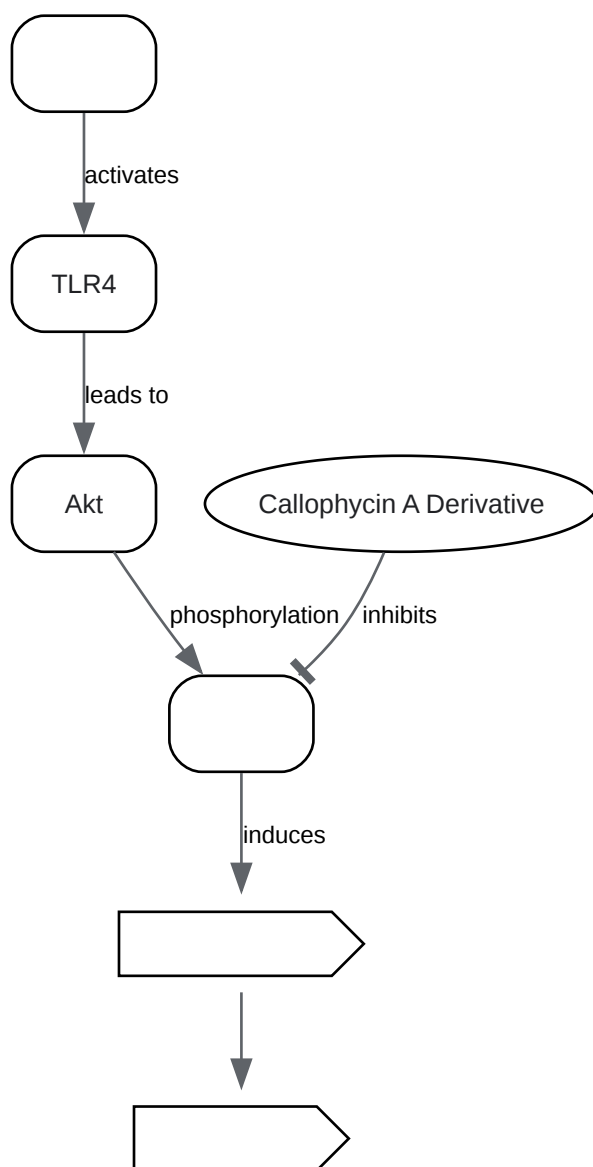 activates
TLR4
leads to
Akt
Callophycin A Derivative
phosphorylation
inhibits
induces